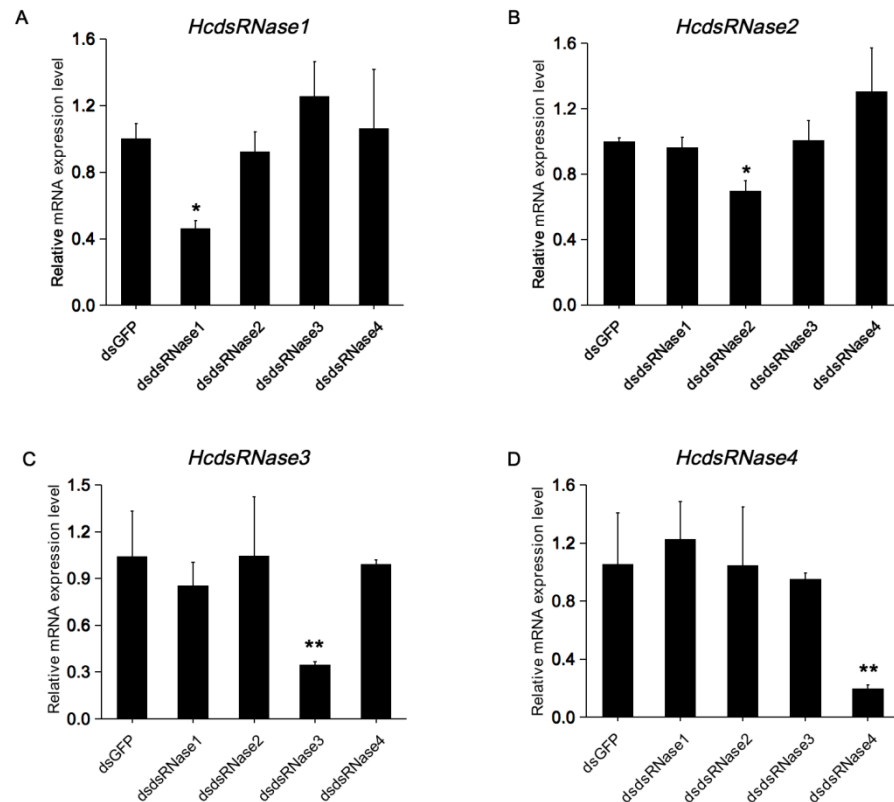 A
HcdsRNase1
Relative mRNA expression level
1.6
1.2
0.8
0.4
0.0
*
dsGFP
dsdsRNase1
dsdsRNase2
dsdsRNase3
dsdsRNase4
B
HcdsRNase2
Relative mRNA expression level
1.6
1.2
0.8
0.4
0.0
*
dsGFP
dsdsRNase1
dsdsRNase2
dsdsRNase3
dsdsRNase4
C
HcdsRNase3
Relative mRNA expression level
1.5
1.2
0.9
0.6
0.3
0.0
**
dsGFP
dsdsRNase1
dsdsRNase2
dsdsRNase3
dsdsRNase4
D
HcdsRNase4
Relative mRNA expression level
1.6
1.2
0.8
0.4
0.0
**
dsGFP
dsdsRNase1
dsdsRNase2
dsdsRNase3
dsdsRNase4